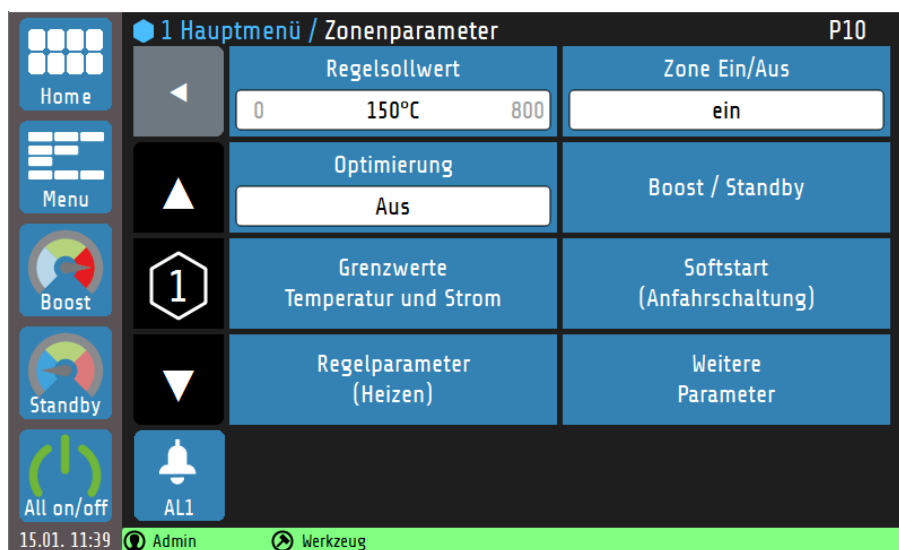 1 Hauptmenü / Zonenparameter P10
Home
Regelsollwert
0 150°C 800
Zone Ein/Aus
ein
Menu
Optimierung
Aus
Boost / Standby
Boost
1
Grenzwerte
Temperatur und Strom
Softstart
(Anfahrschaltung)
Standby
Regelparameter
(Heizen)
Weitere
Parameter
All on/off
AL1
15.01. 11:39 Admin Werkzeug